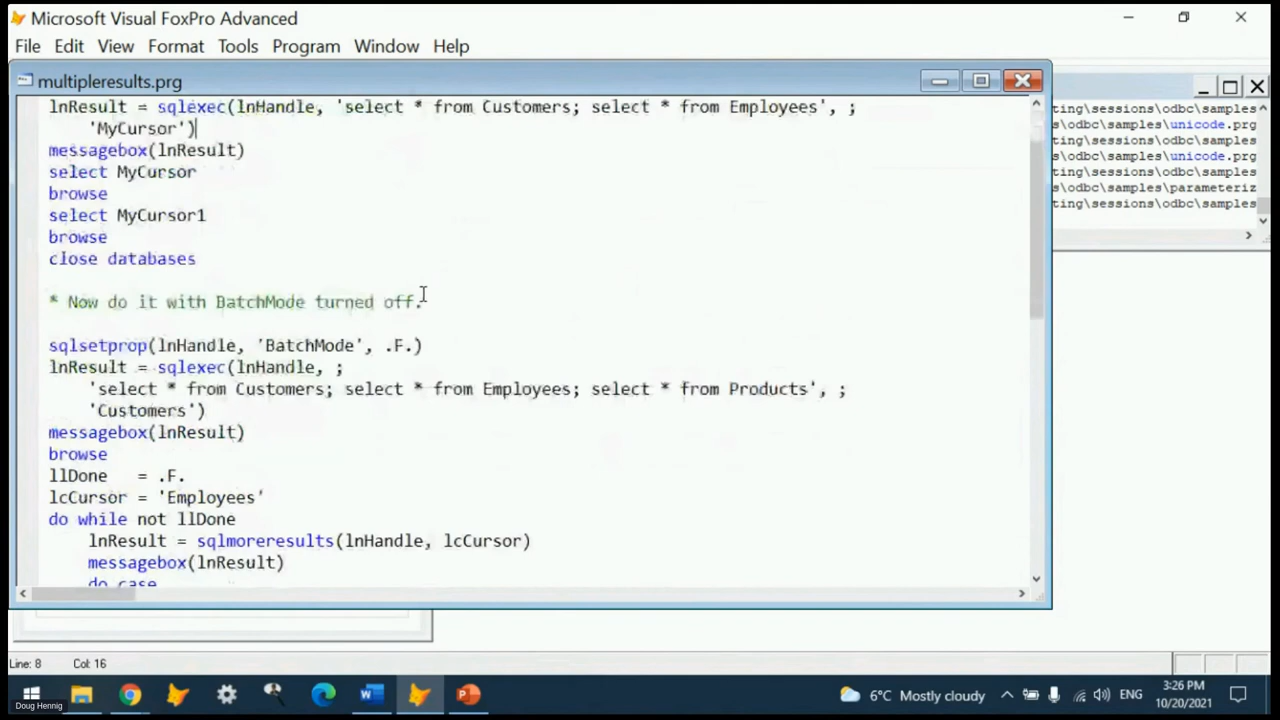 Microsoft Visual FoxPro Advanced
File Edit View Format Tools Program Window Help
multipleresults.prg
lnResult = sqlexec(lnHandle, 'select * from Customers; select * from Employees', ;
'MyCursor')
messagebox(lnResult)
select MyCursor
browse
select MyCursor1
browse
close databases
* Now do it with BatchMode turned off.
sqlsetprop(lnHandle, 'BatchMode', .F.)
lnResult = sqlexec(lnHandle, ;
'select * from Customers; select * from Employees; select * from Products', ;
'Customers')
messagebox(lnResult)
browse
llDone = .F.
lcCursor = 'Employees'
do while not llDone
lnResult = sqlmoreresults(lnHandle, lcCursor)
messagebox(lnResult)
do case
ting\sessions\odbc\samples
\odbc\samples\unicode.prg
ting\sessions\odbc\samples
\odbc\samples\unicode.prg
ting\sessions\odbc\samples
\odbc\samples\parameteriz
ting\sessions\odbc\samples
Line: 8 Col: 16
Doug Hennig
6°C Mostly cloudy
ENG
3:26 PM
10/20/2021